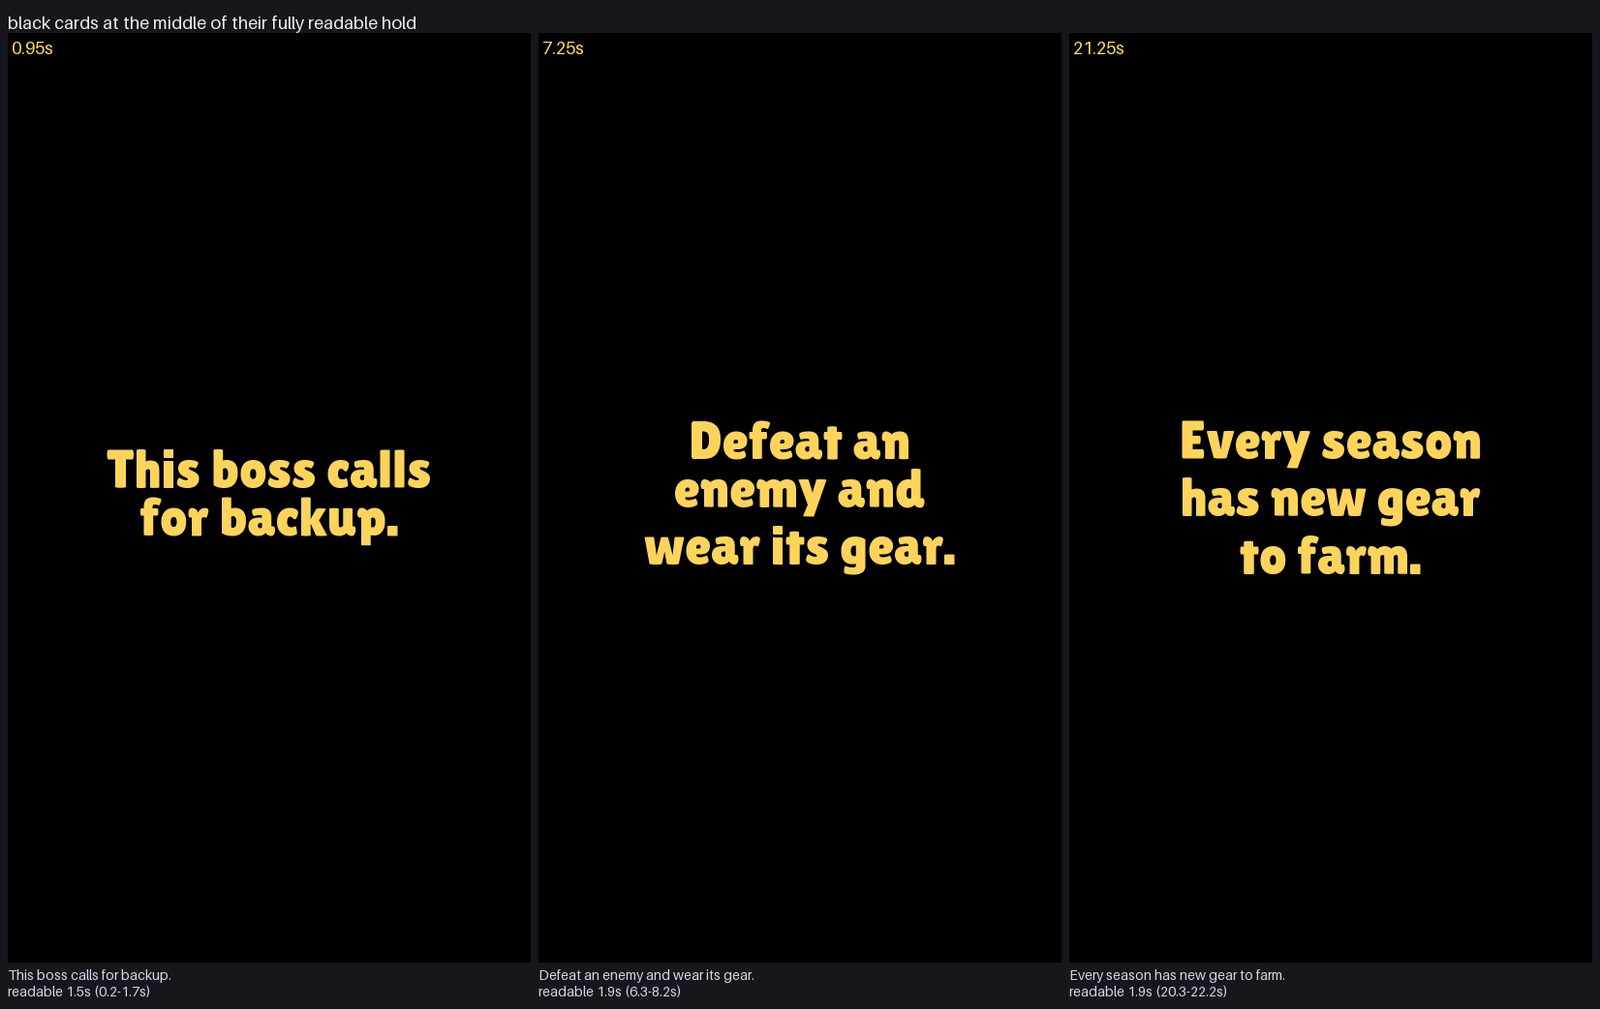 black cards at the middle of their fully readable hold
0.95s
This boss calls
for backup.
This boss calls for backup.
readable 1.5s (0.2-1.7s)
7.25s
Defeat an
enemy and
wear its gear.
Defeat an enemy and wear its gear.
readable 1.9s (6.3-8.2s)
21.25s
Every season
has new gear
to farm.
Every season has new gear to farm.
readable 1.9s (20.3-22.2s)